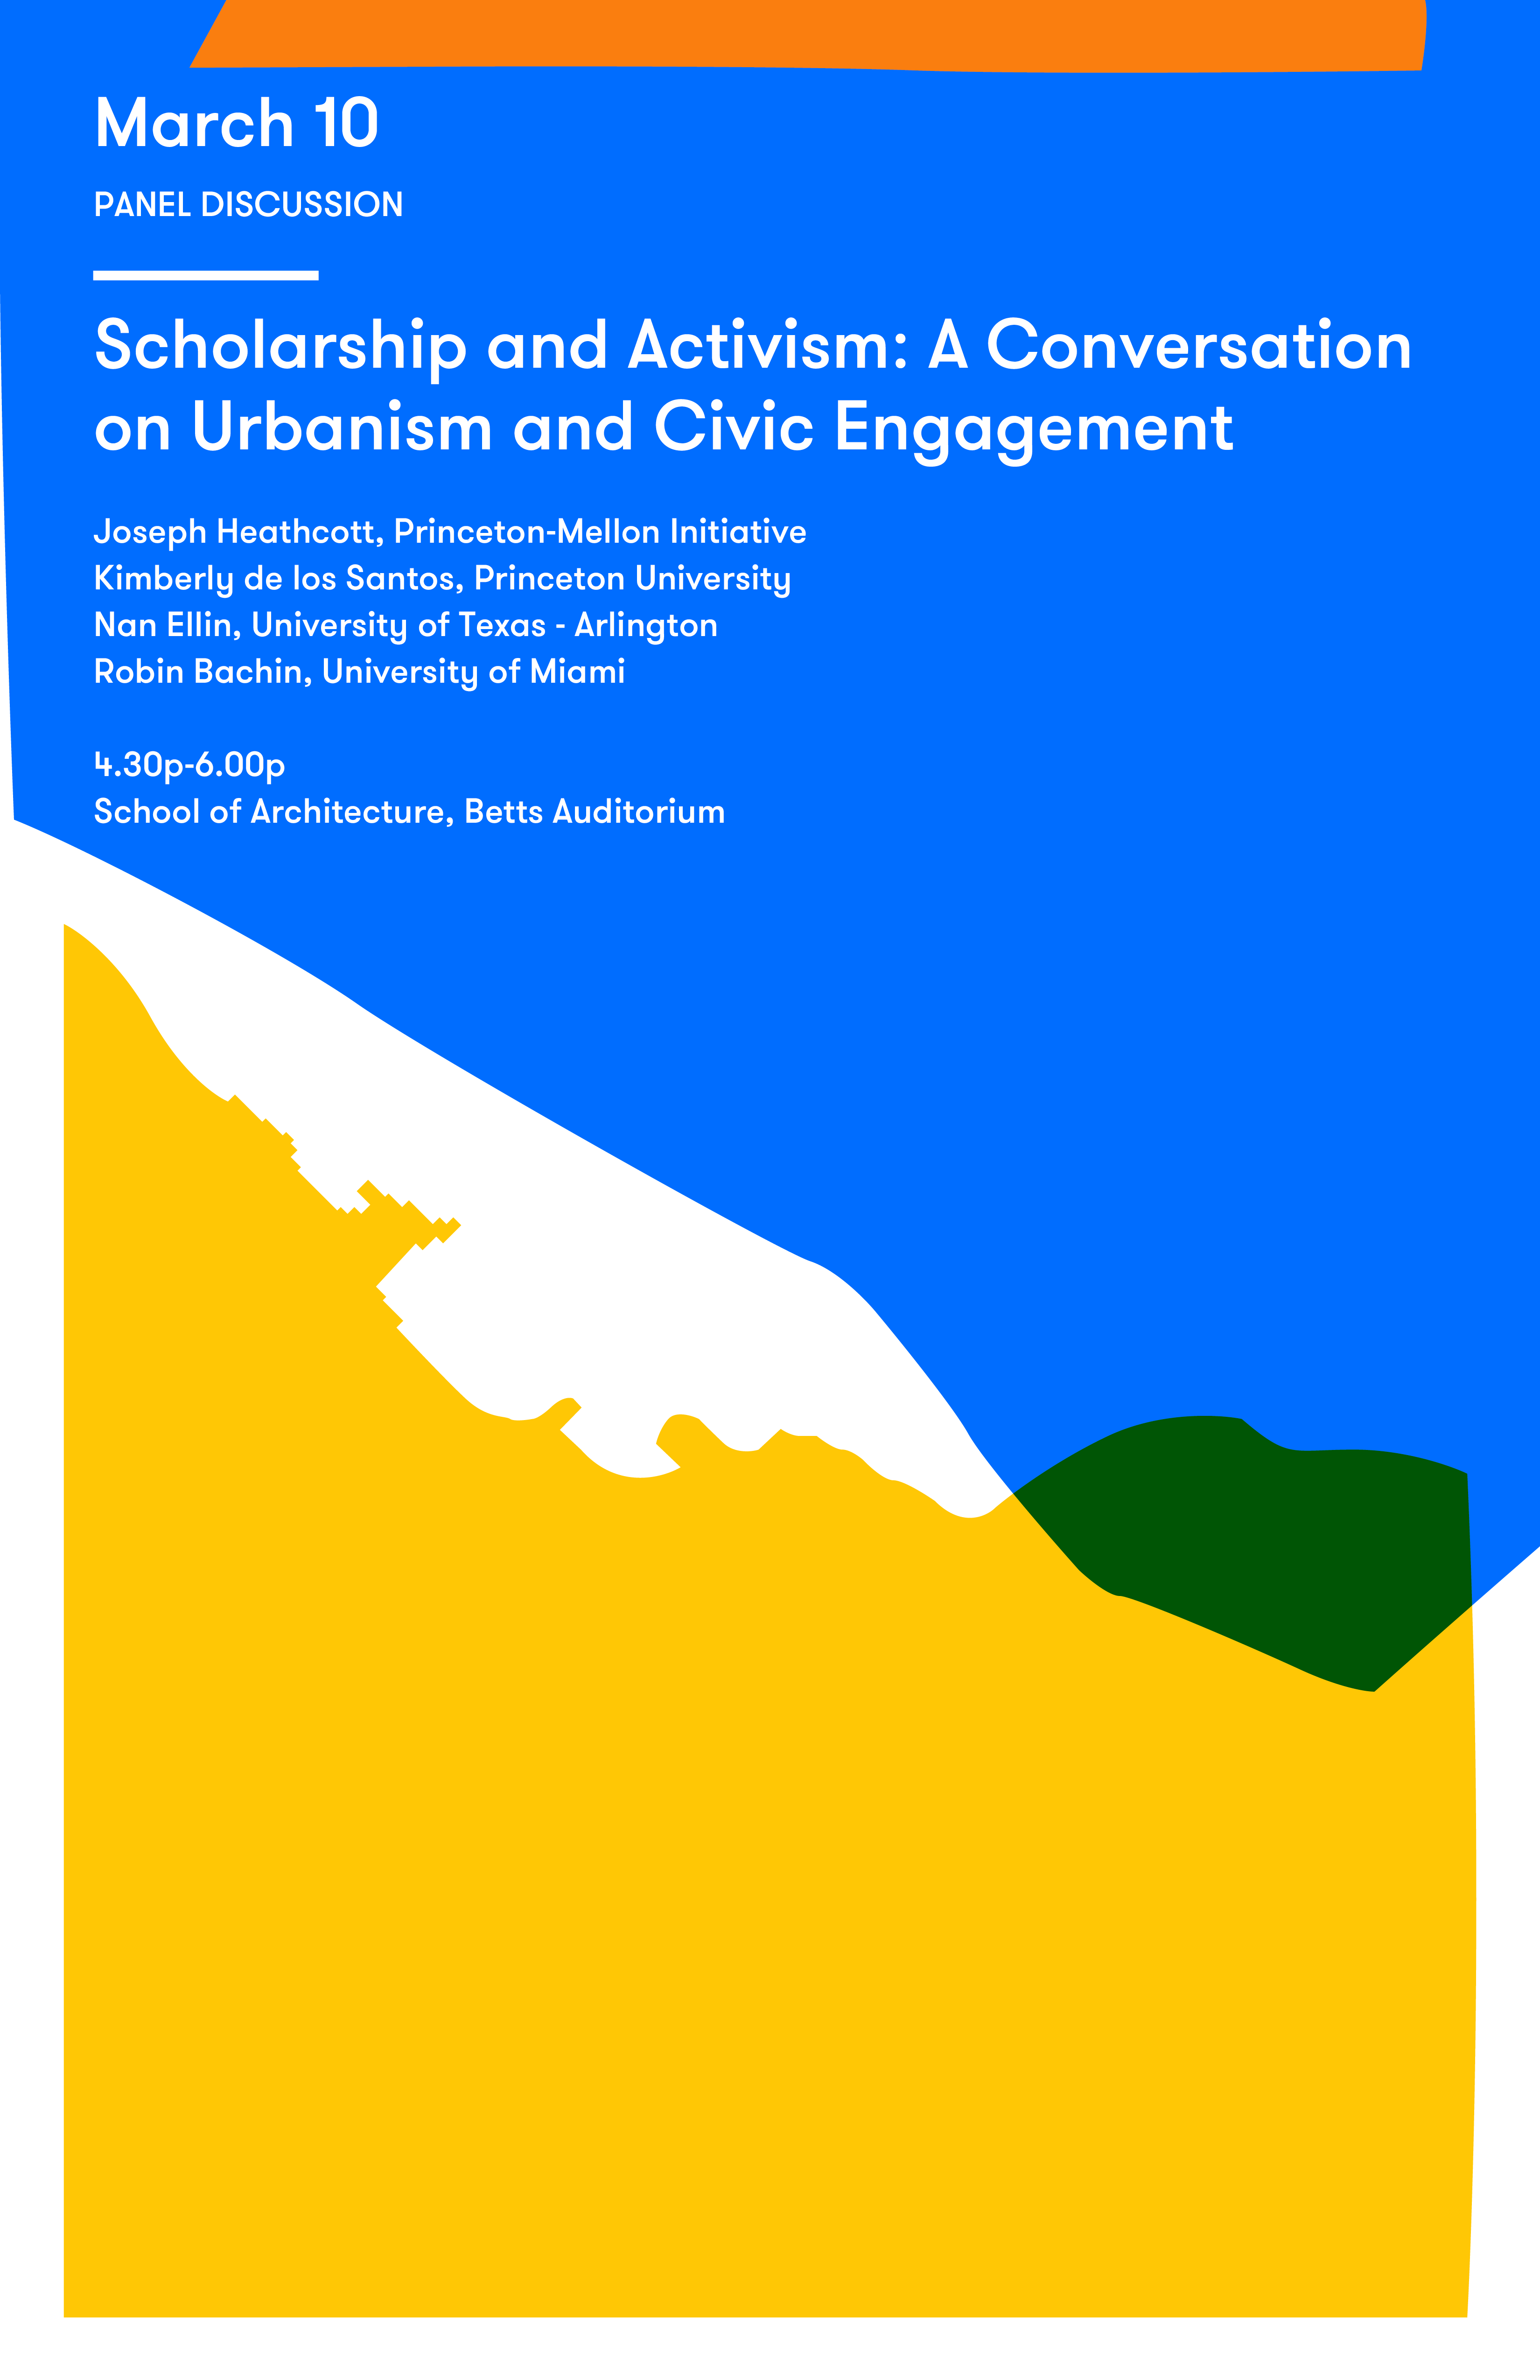 March 10
PANEL DISCUSSION
Scholarship and Activism: A Conversation
on Urbanism and Civic Engagement
Joseph Heathcott, Princeton-Mellon Initiative
Kimberly de los Santos, Princeton University
Nan Ellin, University of Texas - Arlington
Robin Bachin, University of Miami
4.30p-6.00p
School of Architecture, Betts Auditorium